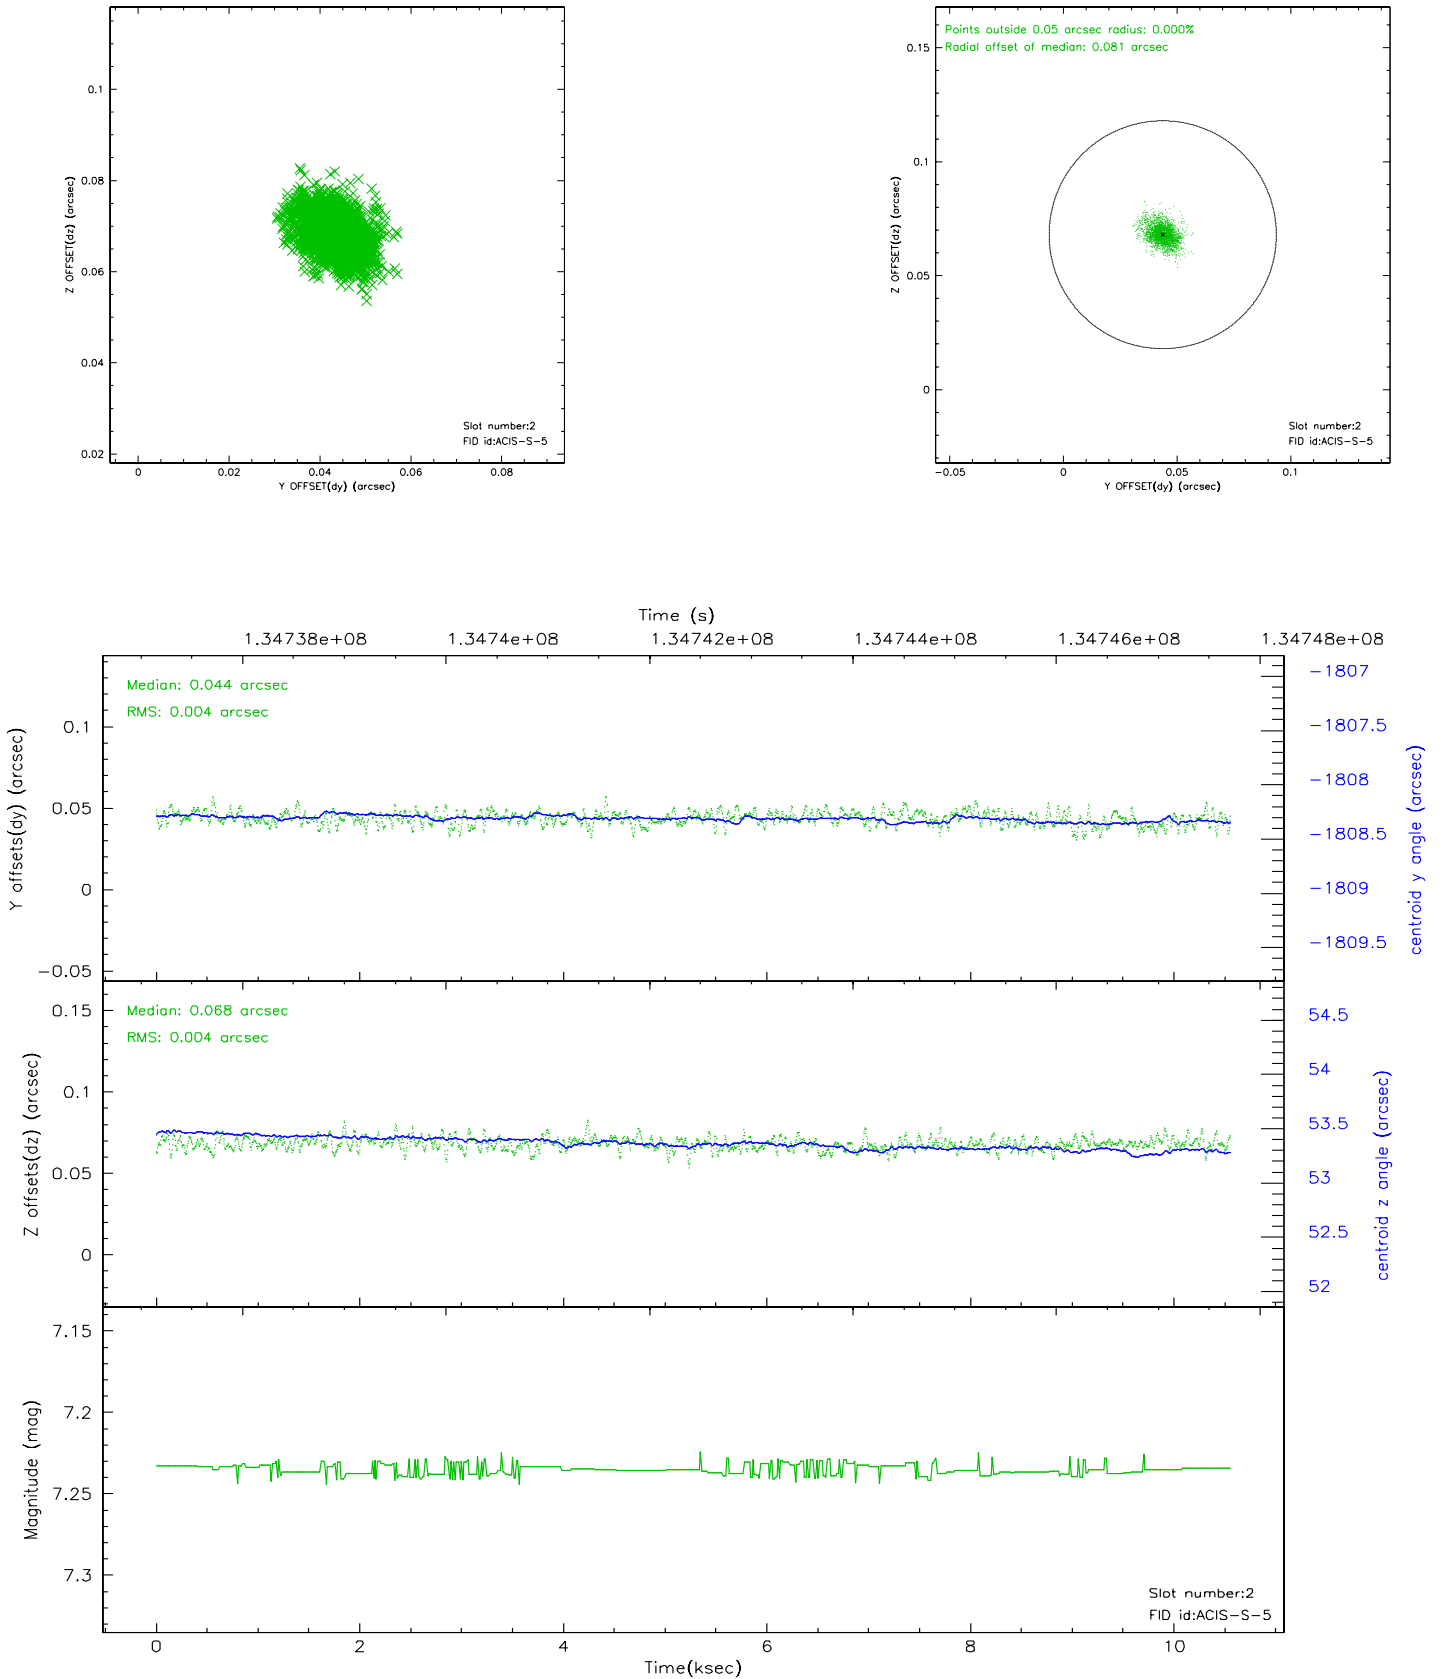 0.1
0.08
0.06
0.04
0.02
Z OFFSET(dz) (arcsec)
Slot number:2
FID id:ACIS-S-5
0 0.02 0.04 0.06 0.08
Y OFFSET(dy) (arcsec)
Points outside 0.05 arcsec radius: 0.000%
Radial offset of median: 0.081 arcsec
0.15
0.1
0.05
0
Z OFFSET(dz) (arcsec)
Slot number:2
FID id:ACIS-S-5
-0.05 0 0.05 0.1
Y OFFSET(dy) (arcsec)
Time (s)
1.34738e+08 1.3474e+08 1.34742e+08 1.34744e+08 1.34746e+08 1.34748e+08
Median: 0.044 arcsec
RMS: 0.004 arcsec
0.1
0.05
0
-0.05
Y offsets(dy) (arcsec)
-1807
-1807.5
-1808
-1808.5
-1809
-1809.5
centroid y angle (arcsec)
Median: 0.068 arcsec
RMS: 0.004 arcsec
0.15
0.1
0.05
0
Z offsets(dz) (arcsec)
54.5
54
53.5
53
52.5
52
centroid z angle (arcsec)
7.15
7.2
7.25
7.3
Magnitude (mag)
Slot number:2
FID id:ACIS-S-5
0 2 4 6 8 10
Time(ksec)